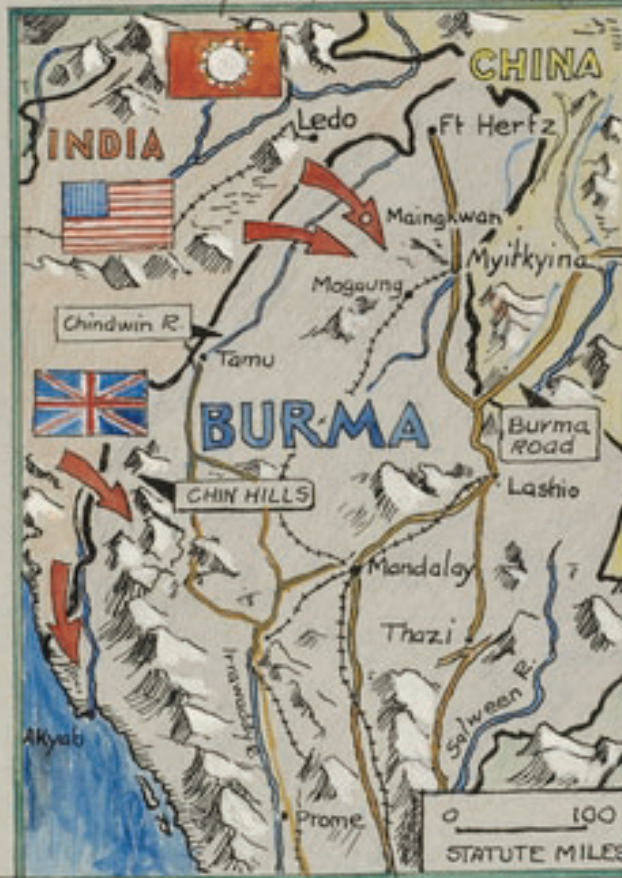 CHINA
INDIA
Ledo
Ft Hertz
Maingkwan
Myitkyina
Mogaung
Chindwin R.
Tamu
BURMA
Burma
ROAD
CHIN HILLS
Lashio
Mandalay
Thazi
Irrawaddy R.
Salween R.
Akyab
Prome
0 100
STATUTE MILES